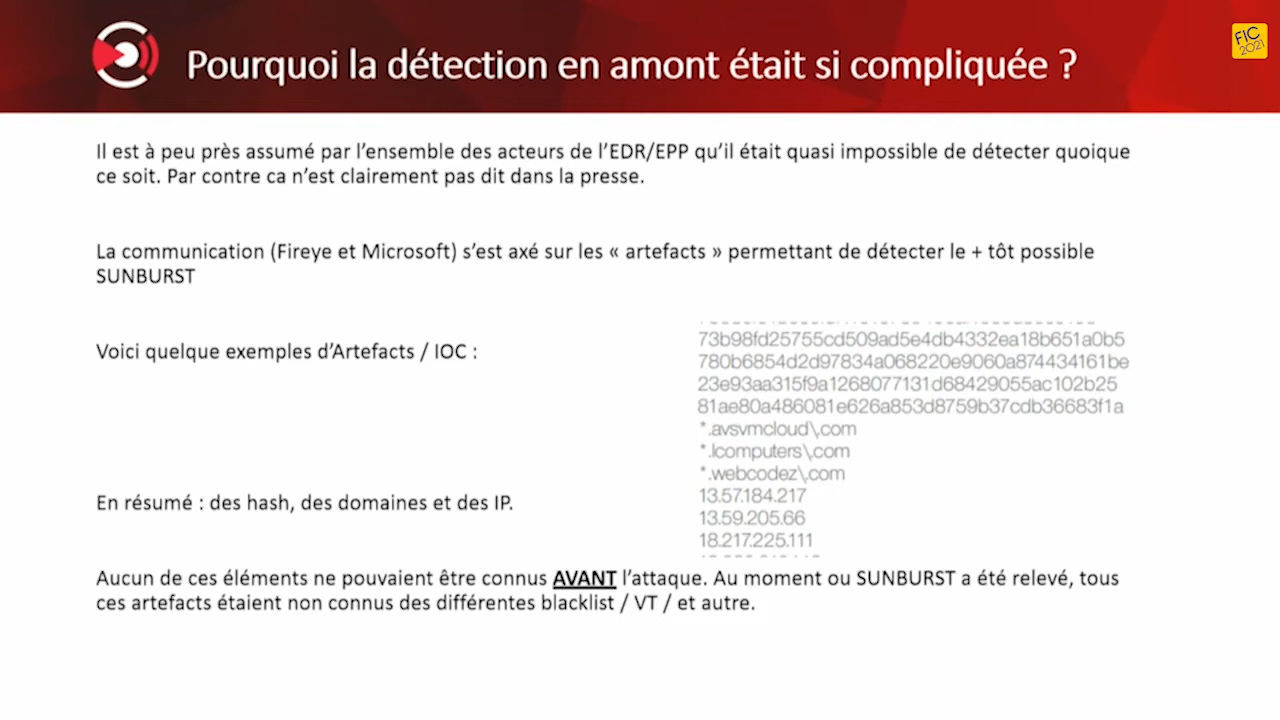 FIC
2021
Pourquoi la détection en amont était si compliquée ?
Il est à peu près assumé par l’ensemble des acteurs de l’EDR/EPP qu’il était quasi impossible de détecter quoique
ce soit. Par contre ca n’est clairement pas dit dans la presse.
La communication (Fireye et Microsoft) s’est axé sur les « artefacts » permettant de détecter le + tôt possible
SUNBURST
Voici quelque exemples d’Artefacts / IOC :
73b98fd25755cd509ad5e4db4332ea18b651a0b5
780b6854d2d97834a068220e9060a874434161be
23e93aa315f9a1268077131d68429055ac102b25
81ae80a486081e626a853d8759b37cdb36683f1a
*.avsvmcloud\.com
*.lcomputers\.com
*.webcodez\.com
13.57.184.217
13.59.205.66
18.217.225.111
En résumé : des hash, des domaines et des IP.
Aucun de ces éléments ne pouvaient être connus AVANT l’attaque. Au moment ou SUNBURST a été relevé, tous
ces artefacts étaient non connus des différentes blacklist / VT / et autre.